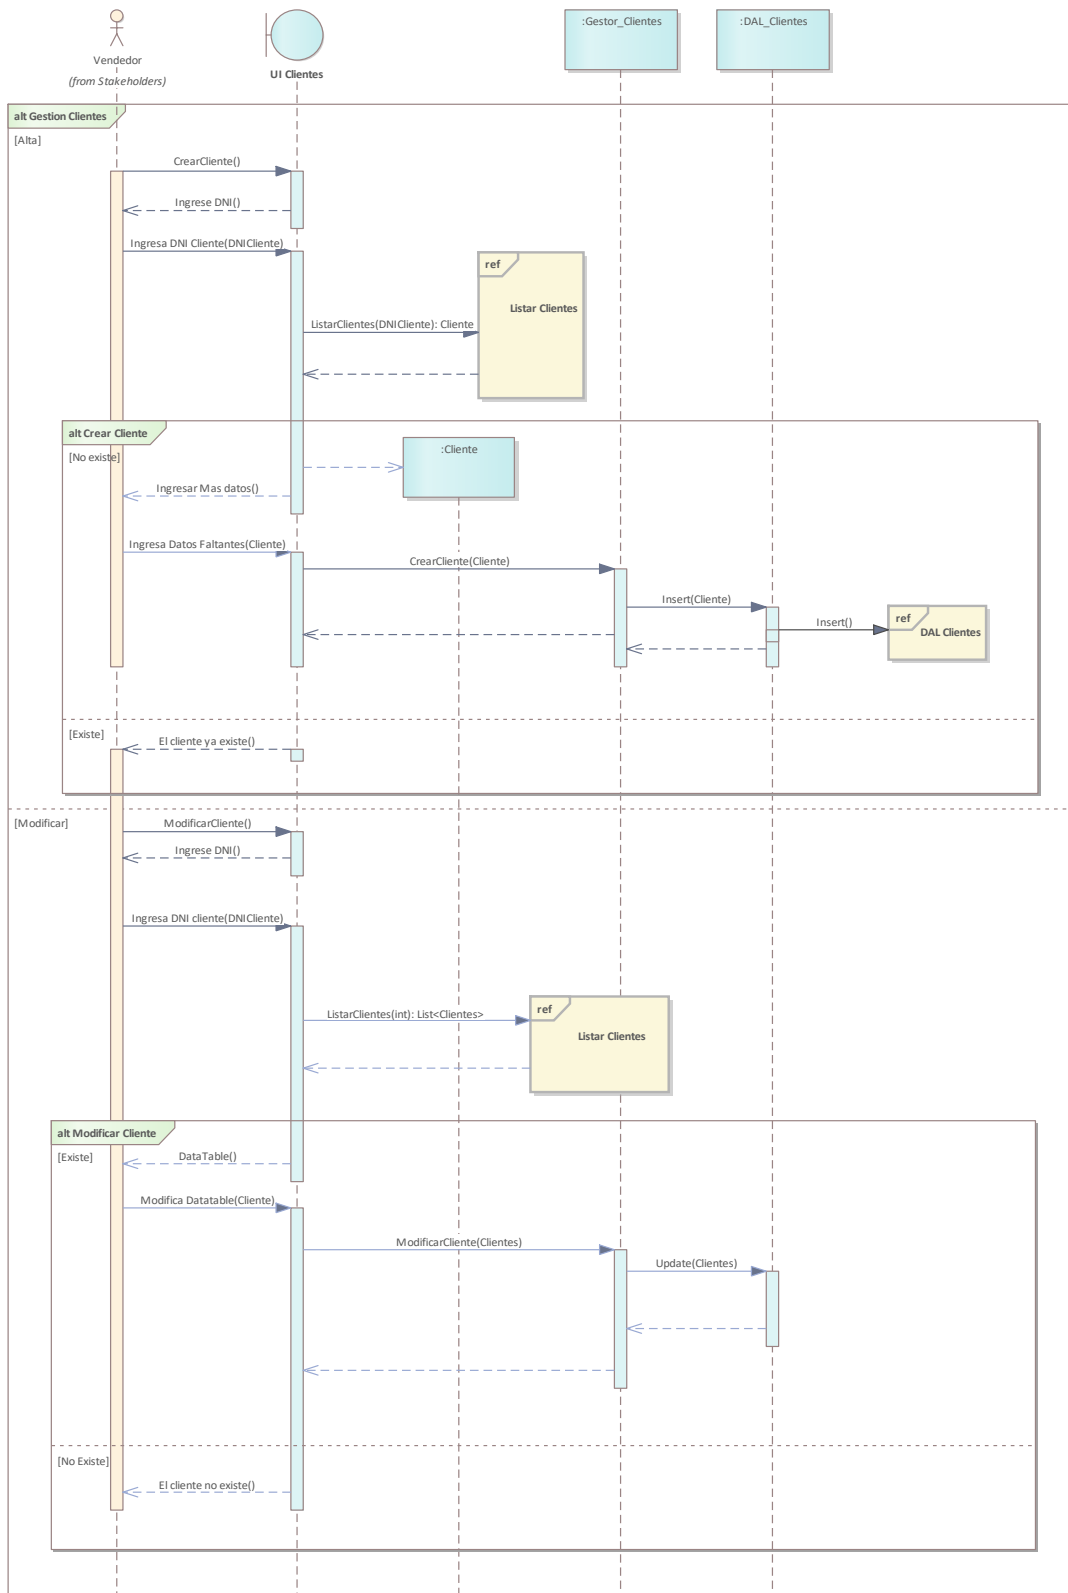 :Gestor_Clientes
:DAL_Clientes
Vendedor
(from Stakeholders)
UI Clientes
alt Gestion Clientes
[Alta]
CrearCliente()
Ingrese DNI()
Ingresa DNI Cliente(DNICliente)
ref
Listar Clientes
ListarClientes(DNICliente): Cliente
alt Crear Cliente
:Cliente
[No existe]
Ingresar Mas datos()
Ingresa Datos Faltantes(Cliente)
CrearCliente(Cliente)
Insert(Cliente)
Insert()
ref
DAL Clientes
[Existe]
El cliente ya existe()
[Modificar]
ModificarCliente()
Ingrese DNI()
Ingresa DNI cliente(DNICliente)
ref
ListarClientes(int): List<Clientes>
Listar Clientes
alt Modificar Cliente
[Existe]
DataTable()
Modifica Datatable(Cliente)
ModificarCliente(Clientes)
Update(Clientes)
[No Existe]
El cliente no existe()